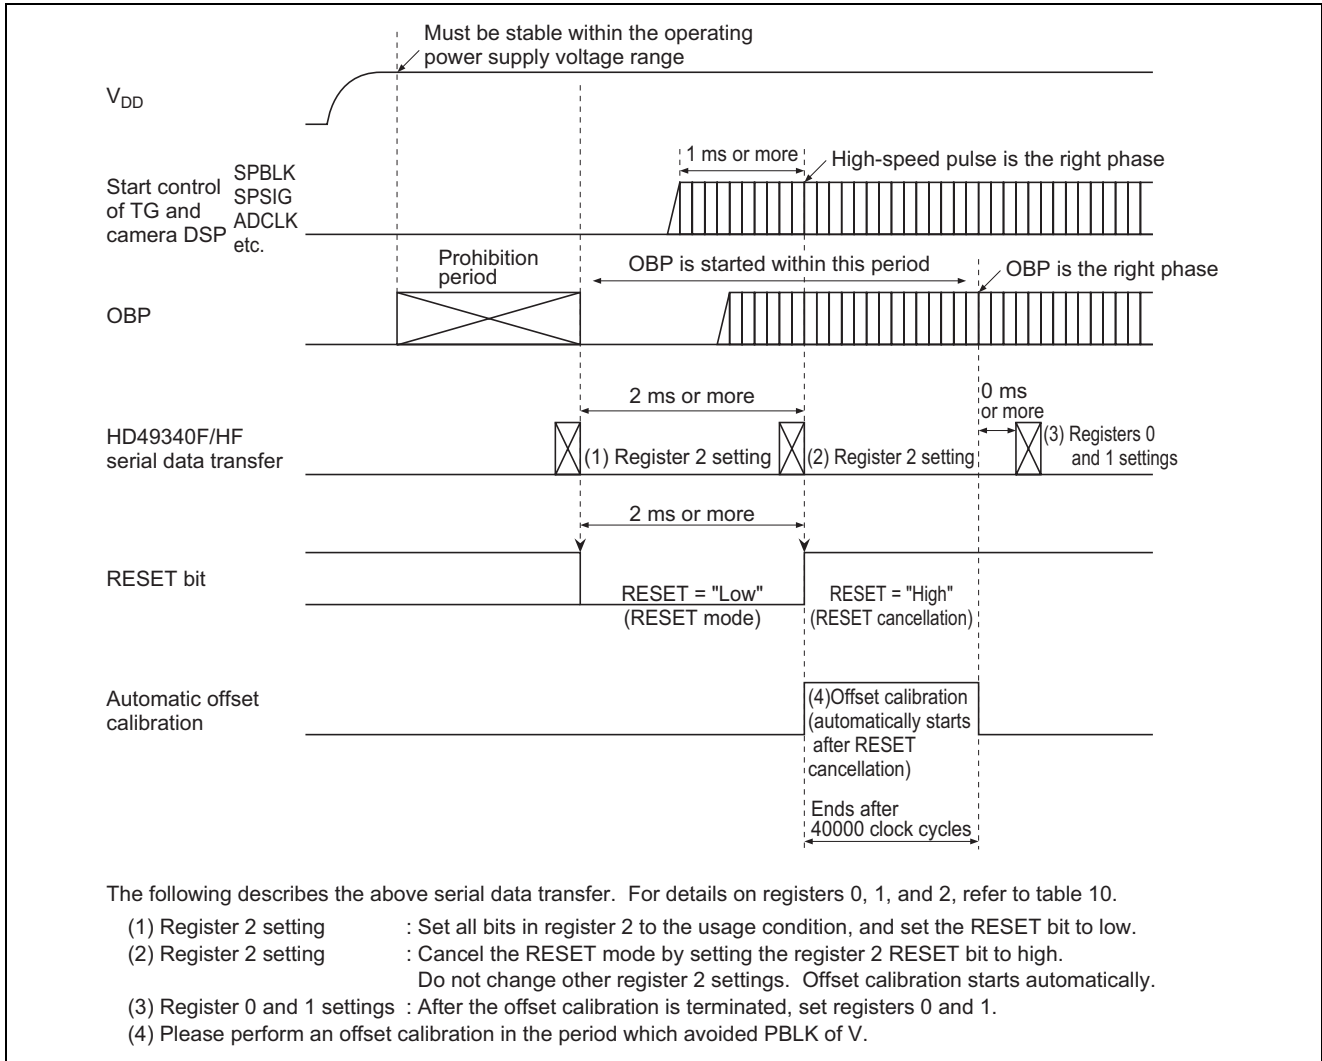 Must be stable within the operating
power supply voltage range
VDD
1 ms or more
High-speed pulse is the right phase
Start control
of TG and
camera DSP
SPBLK
SPSIG
ADCLK
etc.
Prohibition
period
OBP is started within this period
OBP is the right phase
OBP
2 ms or more
0 ms
or more
HD49340F/HF
serial data transfer
(1) Register 2 setting
(2) Register 2 setting
(3) Registers 0
and 1 settings
2 ms or more
RESET bit
RESET = "Low"
(RESET mode)
RESET = "High"
(RESET cancellation)
Automatic offset
calibration
(4)Offset calibration
(automatically starts
after RESET
cancellation)
Ends after
40000 clock cycles
The following describes the above serial data transfer. For details on registers 0, 1, and 2, refer to table 10.
(1) Register 2 setting : Set all bits in register 2 to the usage condition, and set the RESET bit to low.
(2) Register 2 setting : Cancel the RESET mode by setting the register 2 RESET bit to high.
Do not change other register 2 settings. Offset calibration starts automatically.
(3) Register 0 and 1 settings : After the offset calibration is terminated, set registers 0 and 1.
(4) Please perform an offset calibration in the period which avoided PBLK of V.